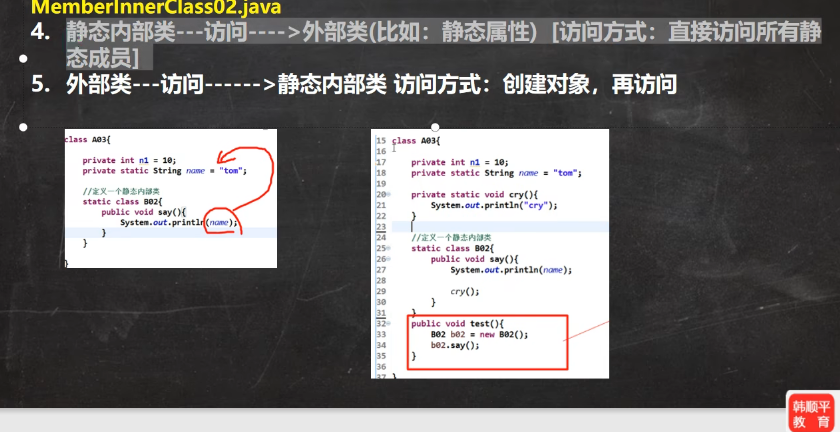 MemberInnerClass02.java
4. 静态内部类---访问---->外部类(比如：静态属性) [访问方式：直接访问所有静
态成员]
5. 外部类---访问------>静态内部类 访问方式：创建对象，再访问
class A03{
private int n1 = 10;
private static String name = "tom";
//定义一个静态内部类
static class B02{
public void say(){
System.out.println(name);
}
}
}
15 class A03{
16
17 private int n1 = 10;
18 private static String name = "tom";
19
20 private static void cry(){
21 System.out.println("cry");
22 }
23
24 //定义一个静态内部类
25 static class B02{
26 public void say(){
27 System.out.println(name);
28
29 cry();
30 }
31 }
32 public void test(){
33 B02 b02 = new B02();
34 b02.say();
35 }
36
37 }
韩顺平
教 育